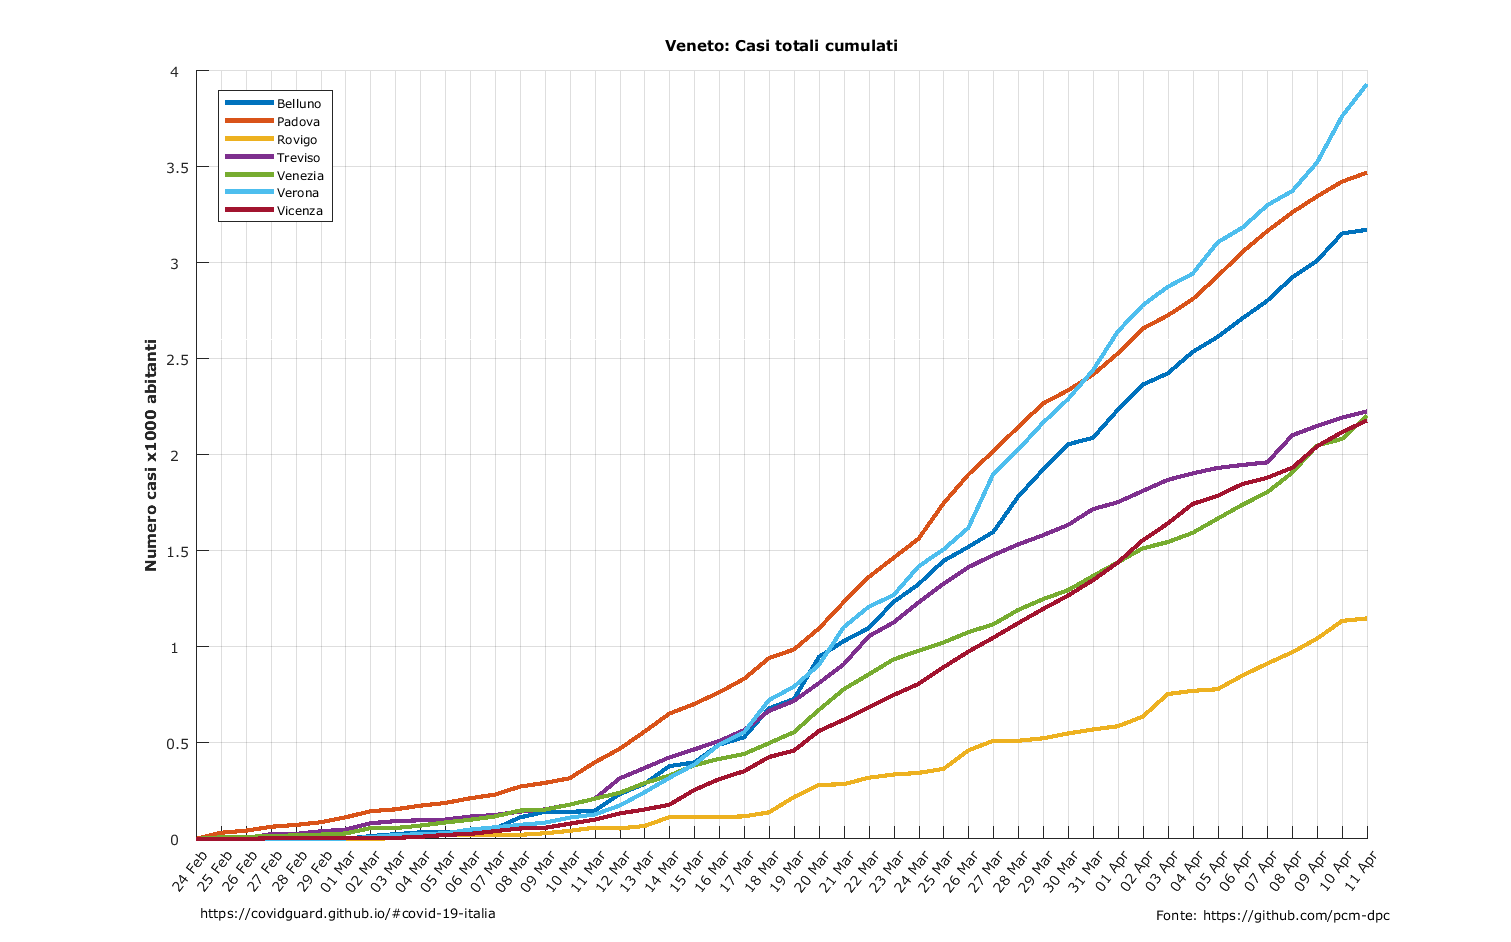 Veneto: Casi totali cumulati
Numero casi x1000 abitanti
4
3.5
3
2.5
2
1.5
1
0.5
0
Belluno
Padova
Rovigo
Treviso
Venezia
Verona
Vicenza
24 Feb
25 Feb
26 Feb
27 Feb
28 Feb
29 Feb
01 Mar
02 Mar
03 Mar
04 Mar
05 Mar
06 Mar
07 Mar
08 Mar
09 Mar
10 Mar
11 Mar
12 Mar
13 Mar
14 Mar
15 Mar
16 Mar
17 Mar
18 Mar
19 Mar
20 Mar
21 Mar
22 Mar
23 Mar
24 Mar
25 Mar
26 Mar
27 Mar
28 Mar
29 Mar
30 Mar
31 Mar
01 Apr
02 Apr
03 Apr
04 Apr
05 Apr
06 Apr
07 Apr
08 Apr
09 Apr
10 Apr
11 Apr
https://covidguard.github.io/#covid-19-italia
Fonte: https://github.com/pcm-dpc